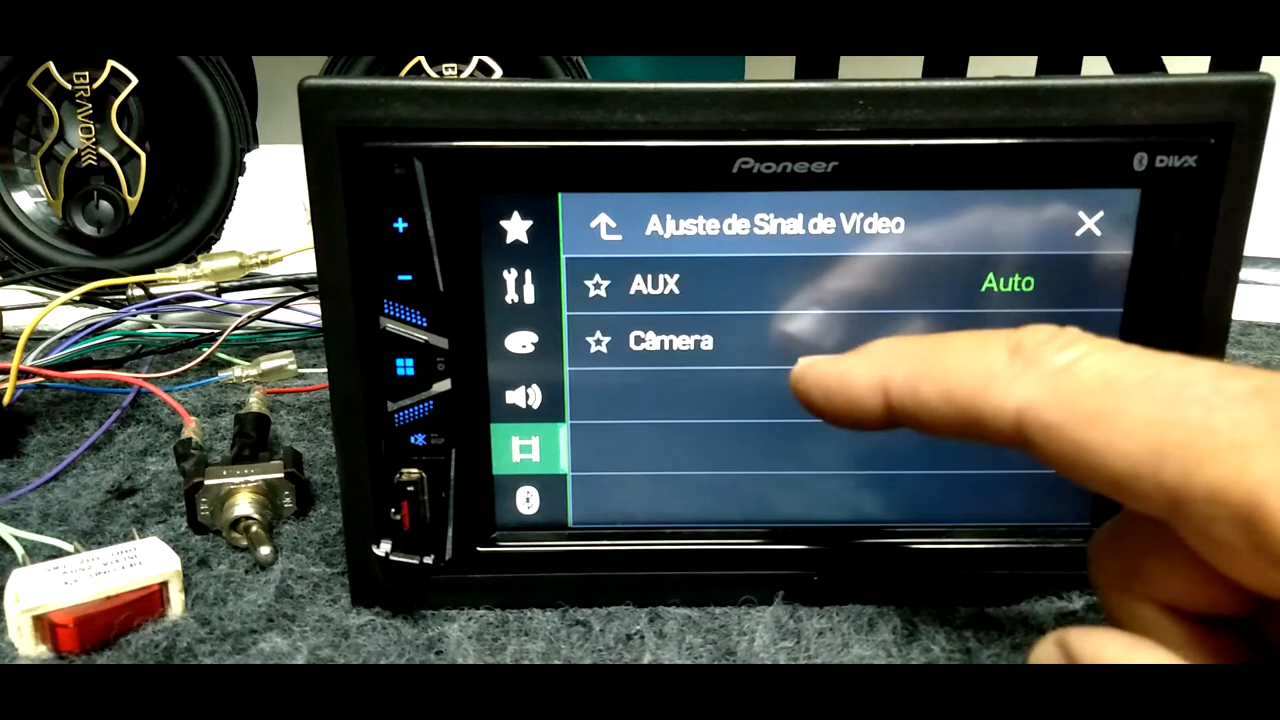 BRAVOX
Pioneer
DIVX
Ajuste de Sinal de Vídeo
AUX
Auto
Câmera